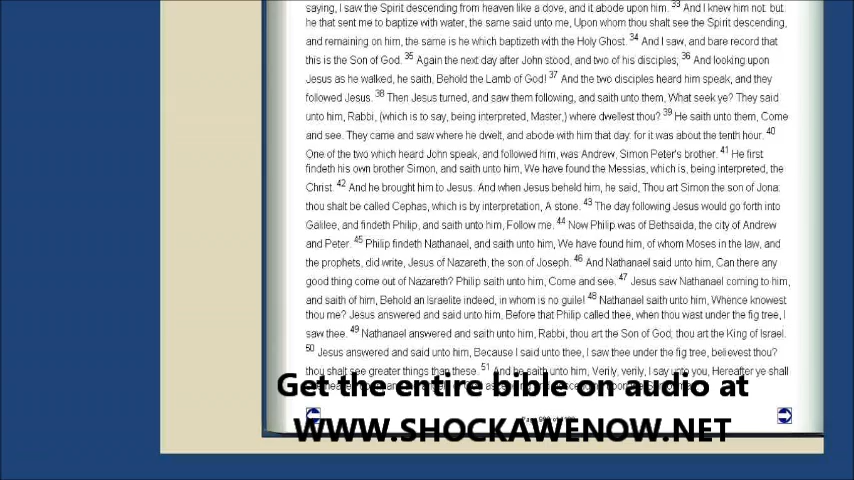 saying, I saw the Spirit descending from heaven like a dove, and it abode upon him. 33 And I knew him not: but
he that sent me to baptize with water, the same said unto me, Upon whom thou shalt see the Spirit descending,
and remaining on him, the same is he which baptizeth with the Holy Ghost. 34 And I saw, and bare record that
this is the Son of God. 35 Again the next day after John stood, and two of his disciples; 36 And looking upon
Jesus as he walked, he saith, Behold the Lamb of God! 37 And the two disciples heard him speak, and they
followed Jesus. 38 Then Jesus turned, and saw them following, and saith unto them, What seek ye? They said
unto him, Rabbi, (which is to say, being interpreted, Master,) where dwellest thou? 39 He saith unto them, Come
and see. They came and saw where he dwelt, and abode with him that day: for it was about the tenth hour. 40
One of the two which heard John speak, and followed him, was Andrew, Simon Peter's brother. 41 He first
findeth his own brother Simon, and saith unto him, We have found the Messias, which is, being interpreted, the
Christ. 42 And he brought him to Jesus. And when Jesus beheld him, he said, Thou art Simon the son of Jona:
thou shalt be called Cephas, which is by interpretation, A stone. 43 The day following Jesus would go forth into
Galilee, and findeth Philip, and saith unto him, Follow me. 44 Now Philip was of Bethsaida, the city of Andrew
and Peter. 45 Philip findeth Nathanael, and saith unto him, We have found him, of whom Moses in the law, and
the prophets, did write, Jesus of Nazareth, the son of Joseph. 46 And Nathanael said unto him, Can there any
good thing come out of Nazareth? Philip saith unto him, Come and see. 47 Jesus saw Nathanael coming to him,
and saith of him, Behold an Israelite indeed, in whom is no guile! 48 Nathanael saith unto him, Whence knowest
thou me? Jesus answered and said unto him, Before that Philip called thee, when thou wast under the fig tree, I
saw thee. 49 Nathanael answered and saith unto him, Rabbi, thou art the Son of God; thou art the King of Israel.
50 Jesus answered and said unto him, Because I said unto thee, I saw thee under the fig tree, believest thou?
thou shalt see greater things than these. 51 And he saith unto him, Verily, verily, I say unto you, Hereafter ye shall
Get the entire bible on audio at
WWW.SHOCKAWENOW.NET